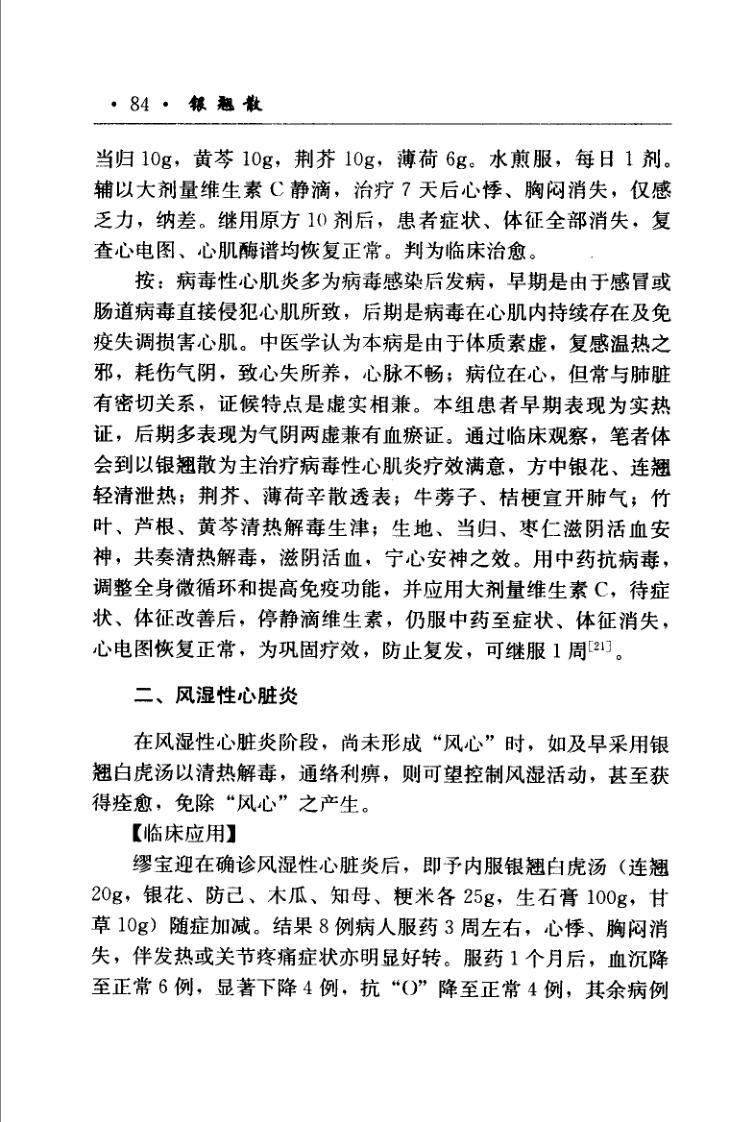 · 84 · 银翘散
当归 10g，黄芩 10g，荆芥 10g，薄荷 6g。水煎服，每日 1 剂。
辅以大剂量维生素 C 静滴，治疗 7 天后心悸、胸闷消失，仅感
乏力，纳差。继用原方 10 剂后，患者症状、体征全部消失，复
查心电图、心肌酶谱均恢复正常。判为临床治愈。
按：病毒性心肌炎多为病毒感染后发病，早期是由于感冒或
肠道病毒直接侵犯心肌所致，后期是病毒在心肌内持续存在及免
疫失调损害心肌。中医学认为本病是由于体质素虚，复感温热之
邪，耗伤气阴，致心失所养，心脉不畅；病位在心，但常与肺脏
有密切关系，证候特点是虚实相兼。本组患者早期表现为实热
证，后期多表现为气阴两虚兼有血瘀证。通过临床观察，笔者体
会到以银翘散为主治疗病毒性心肌炎疗效满意，方中银花、连翘
轻清泄热；荆芥、薄荷辛散透表；牛蒡子、桔梗宣开肺气；竹
叶、芦根、黄芩清热解毒生津；生地、当归、枣仁滋阴活血安
神，共奏清热解毒，滋阴活血，宁心安神之效。用中药抗病毒，
调整全身微循环和提高免疫功能，并应用大剂量维生素 C，待症
状、体征改善后，停静滴维生素，仍服中药至症状、体征消失，
心电图恢复正常，为巩固疗效，防止复发，可继服 1 周[21]。
二、风湿性心脏炎
在风湿性心脏炎阶段，尚未形成“风心”时，如及早采用银
翘白虎汤以清热解毒，通络利痹，则可望控制风湿活动，甚至获
得痊愈，免除“风心”之产生。
【临床应用】
缪宝迎在确诊风湿性心脏炎后，即予内服银翘白虎汤（连翘
20g，银花、防己、木瓜、知母、粳米各 25g，生石膏 100g，甘
草 10g）随症加减。结果 8 例病人服药 3 周左右，心悸、胸闷消
失，伴发热或关节疼痛症状亦明显好转。服药 1 个月后，血沉降
至正常 6 例，显著下降 4 例，抗“O”降至正常 4 例，其余病例